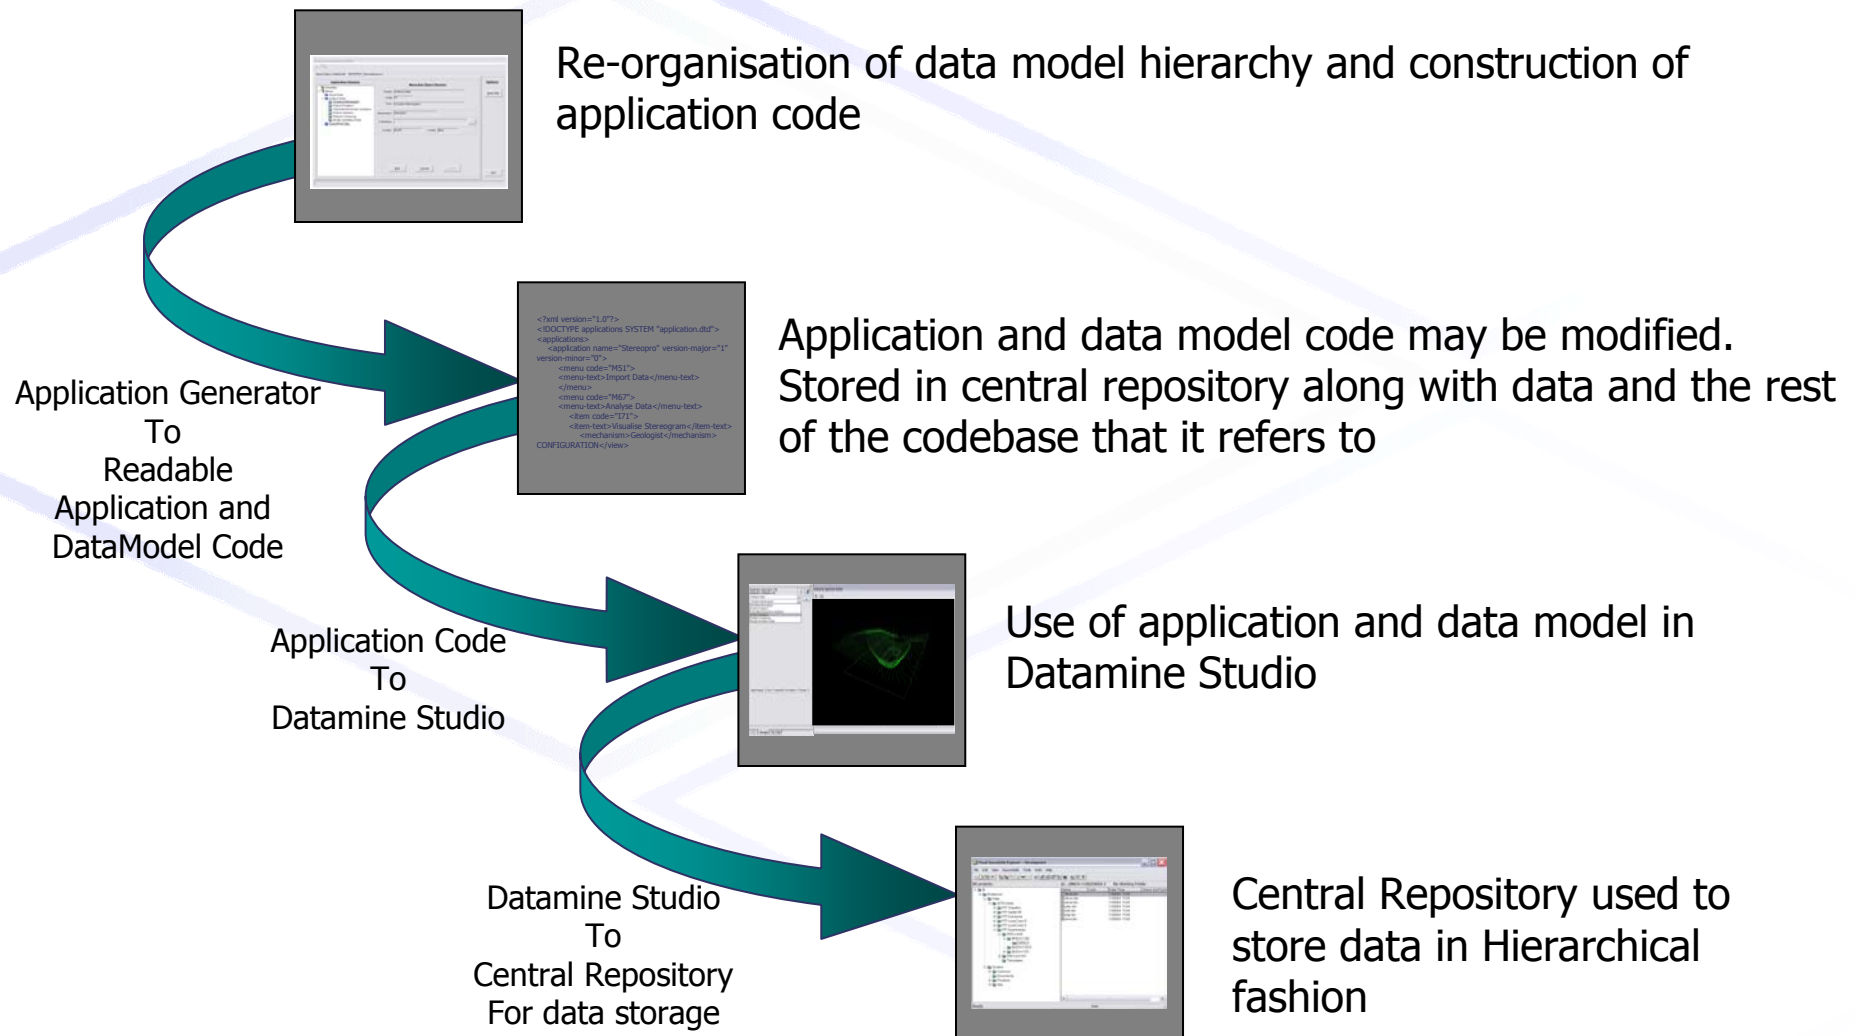 Re-organisation of data model hierarchy and construction of
application code
Application Generator
To
Readable
Application and
DataModel Code
<?xml version="1.0"?>
<!DOCTYPE applications SYSTEM "application.dtd">
<applications>
<application name="Stereopro" version-major="1"
version-minor="0">
<menu code="M51">
<menu-text>Import Data</menu-text>
</menu>
<menu code="M67">
<menu-text>Analyse Data</menu-text>
<item code="I71">
<item-text>Visualise Stereogram</item-text>
<mechanism>Geologist</mechanism>
CONFIGURATION</view>
Application and data model code may be modified.
Stored in central repository along with data and the rest
of the codebase that it refers to
Application Code
To
Datamine Studio
Use of application and data model in
Datamine Studio
Datamine Studio
To
Central Repository
For data storage
Central Repository used to
store data in Hierarchical
fashion